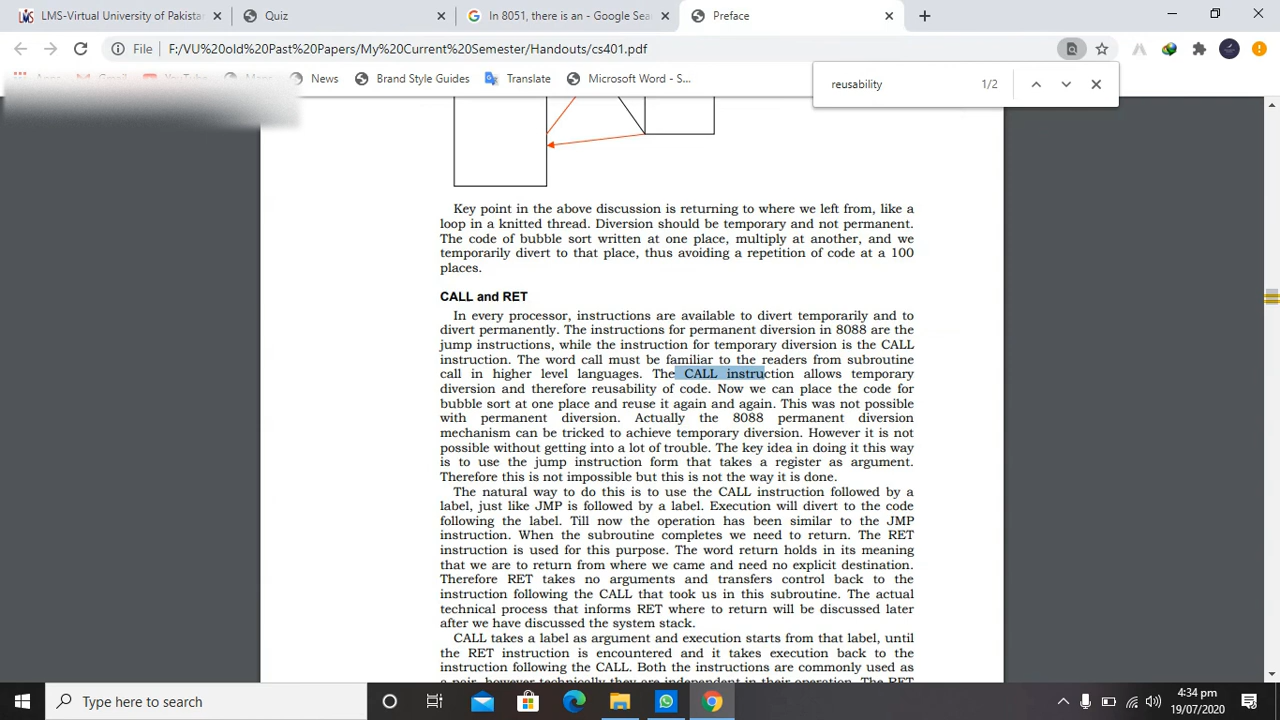 LMS-Virtual University of Pakistan
Quiz
In 8051, there is an - Google Sea
Preface
File
F:/VU%20old%20Past%20Papers/My%20Current%20Semester/Handouts/cs401.pdf
Apps
Gmail
YouTube
Maps
News
Brand Style Guides
Translate
Microsoft Word - S...
reusability
1/2
Key point in the above discussion is returning to where we left from, like a
loop in a knitted thread. Diversion should be temporary and not permanent.
The code of bubble sort written at one place, multiply at another, and we
temporarily divert to that place, thus avoiding a repetition of code at a 100
places.
CALL and RET
In every processor, instructions are available to divert temporarily and to
divert permanently. The instructions for permanent diversion in 8088 are the
jump instructions, while the instruction for temporary diversion is the CALL
instruction. The word call must be familiar to the readers from subroutine
call in higher level languages. The CALL instruction allows temporary
diversion and therefore reusability of code. Now we can place the code for
bubble sort at one place and reuse it again and again. This was not possible
with permanent diversion. Actually the 8088 permanent diversion
mechanism can be tricked to achieve temporary diversion. However it is not
possible without getting into a lot of trouble. The key idea in doing it this way
is to use the jump instruction form that takes a register as argument.
Therefore this is not impossible but this is not the way it is done.
The natural way to do this is to use the CALL instruction followed by a
label, just like JMP is followed by a label. Execution will divert to the code
following the label. Till now the operation has been similar to the JMP
instruction. When the subroutine completes we need to return. The RET
instruction is used for this purpose. The word return holds in its meaning
that we are to return from where we came and need no explicit destination.
Therefore RET takes no arguments and transfers control back to the
instruction following the CALL that took us in this subroutine. The actual
technical process that informs RET where to return will be discussed later
after we have discussed the system stack.
CALL takes a label as argument and execution starts from that label, until
the RET instruction is encountered and it takes execution back to the
instruction following the CALL. Both the instructions are commonly used as
a pair, however technically they are independent in their operation. The RET
Type here to search
4:34 pm
19/07/2020